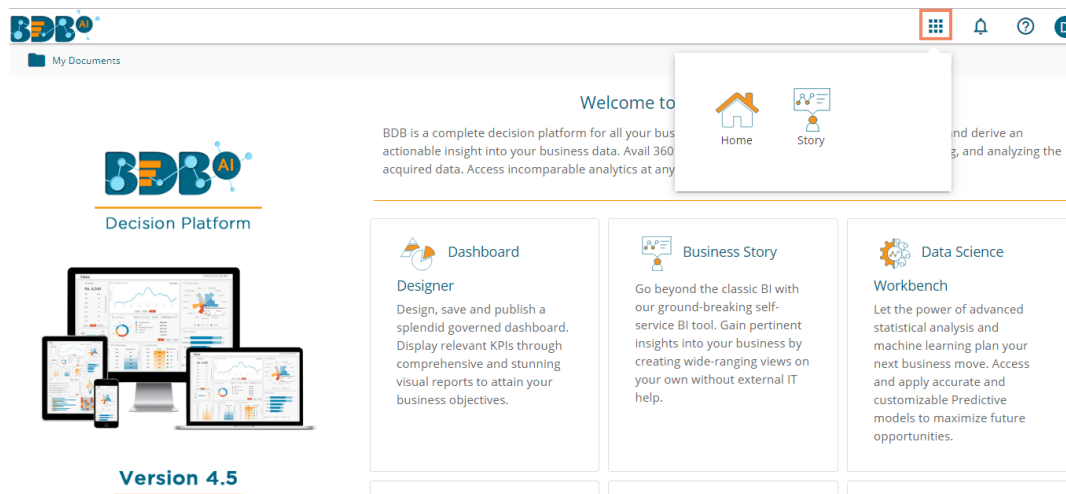 BDB AI
My Documents
Welcome to
BDB is a complete decision platform for all your bus
nd derive an
actionable insight into your business data. Avail 360
g, and analyzing the
acquired data. Access incomparable analytics at any
Home
Story
BDB AI
Decision Platform
Version 4.5
Dashboard
Designer
Design, save and publish a
splendid governed dashboard.
Display relevant KPIs through
comprehensive and stunning
visual reports to attain your
business objectives.
Business Story
Go beyond the classic BI with
our ground-breaking self-
service BI tool. Gain pertinent
insights into your business by
creating wide-ranging views on
your own without external IT
help.
Data Science
Workbench
Let the power of advanced
statistical analysis and
machine learning plan your
next business move. Access
and apply accurate and
customizable Predictive
models to maximize future
opportunities.